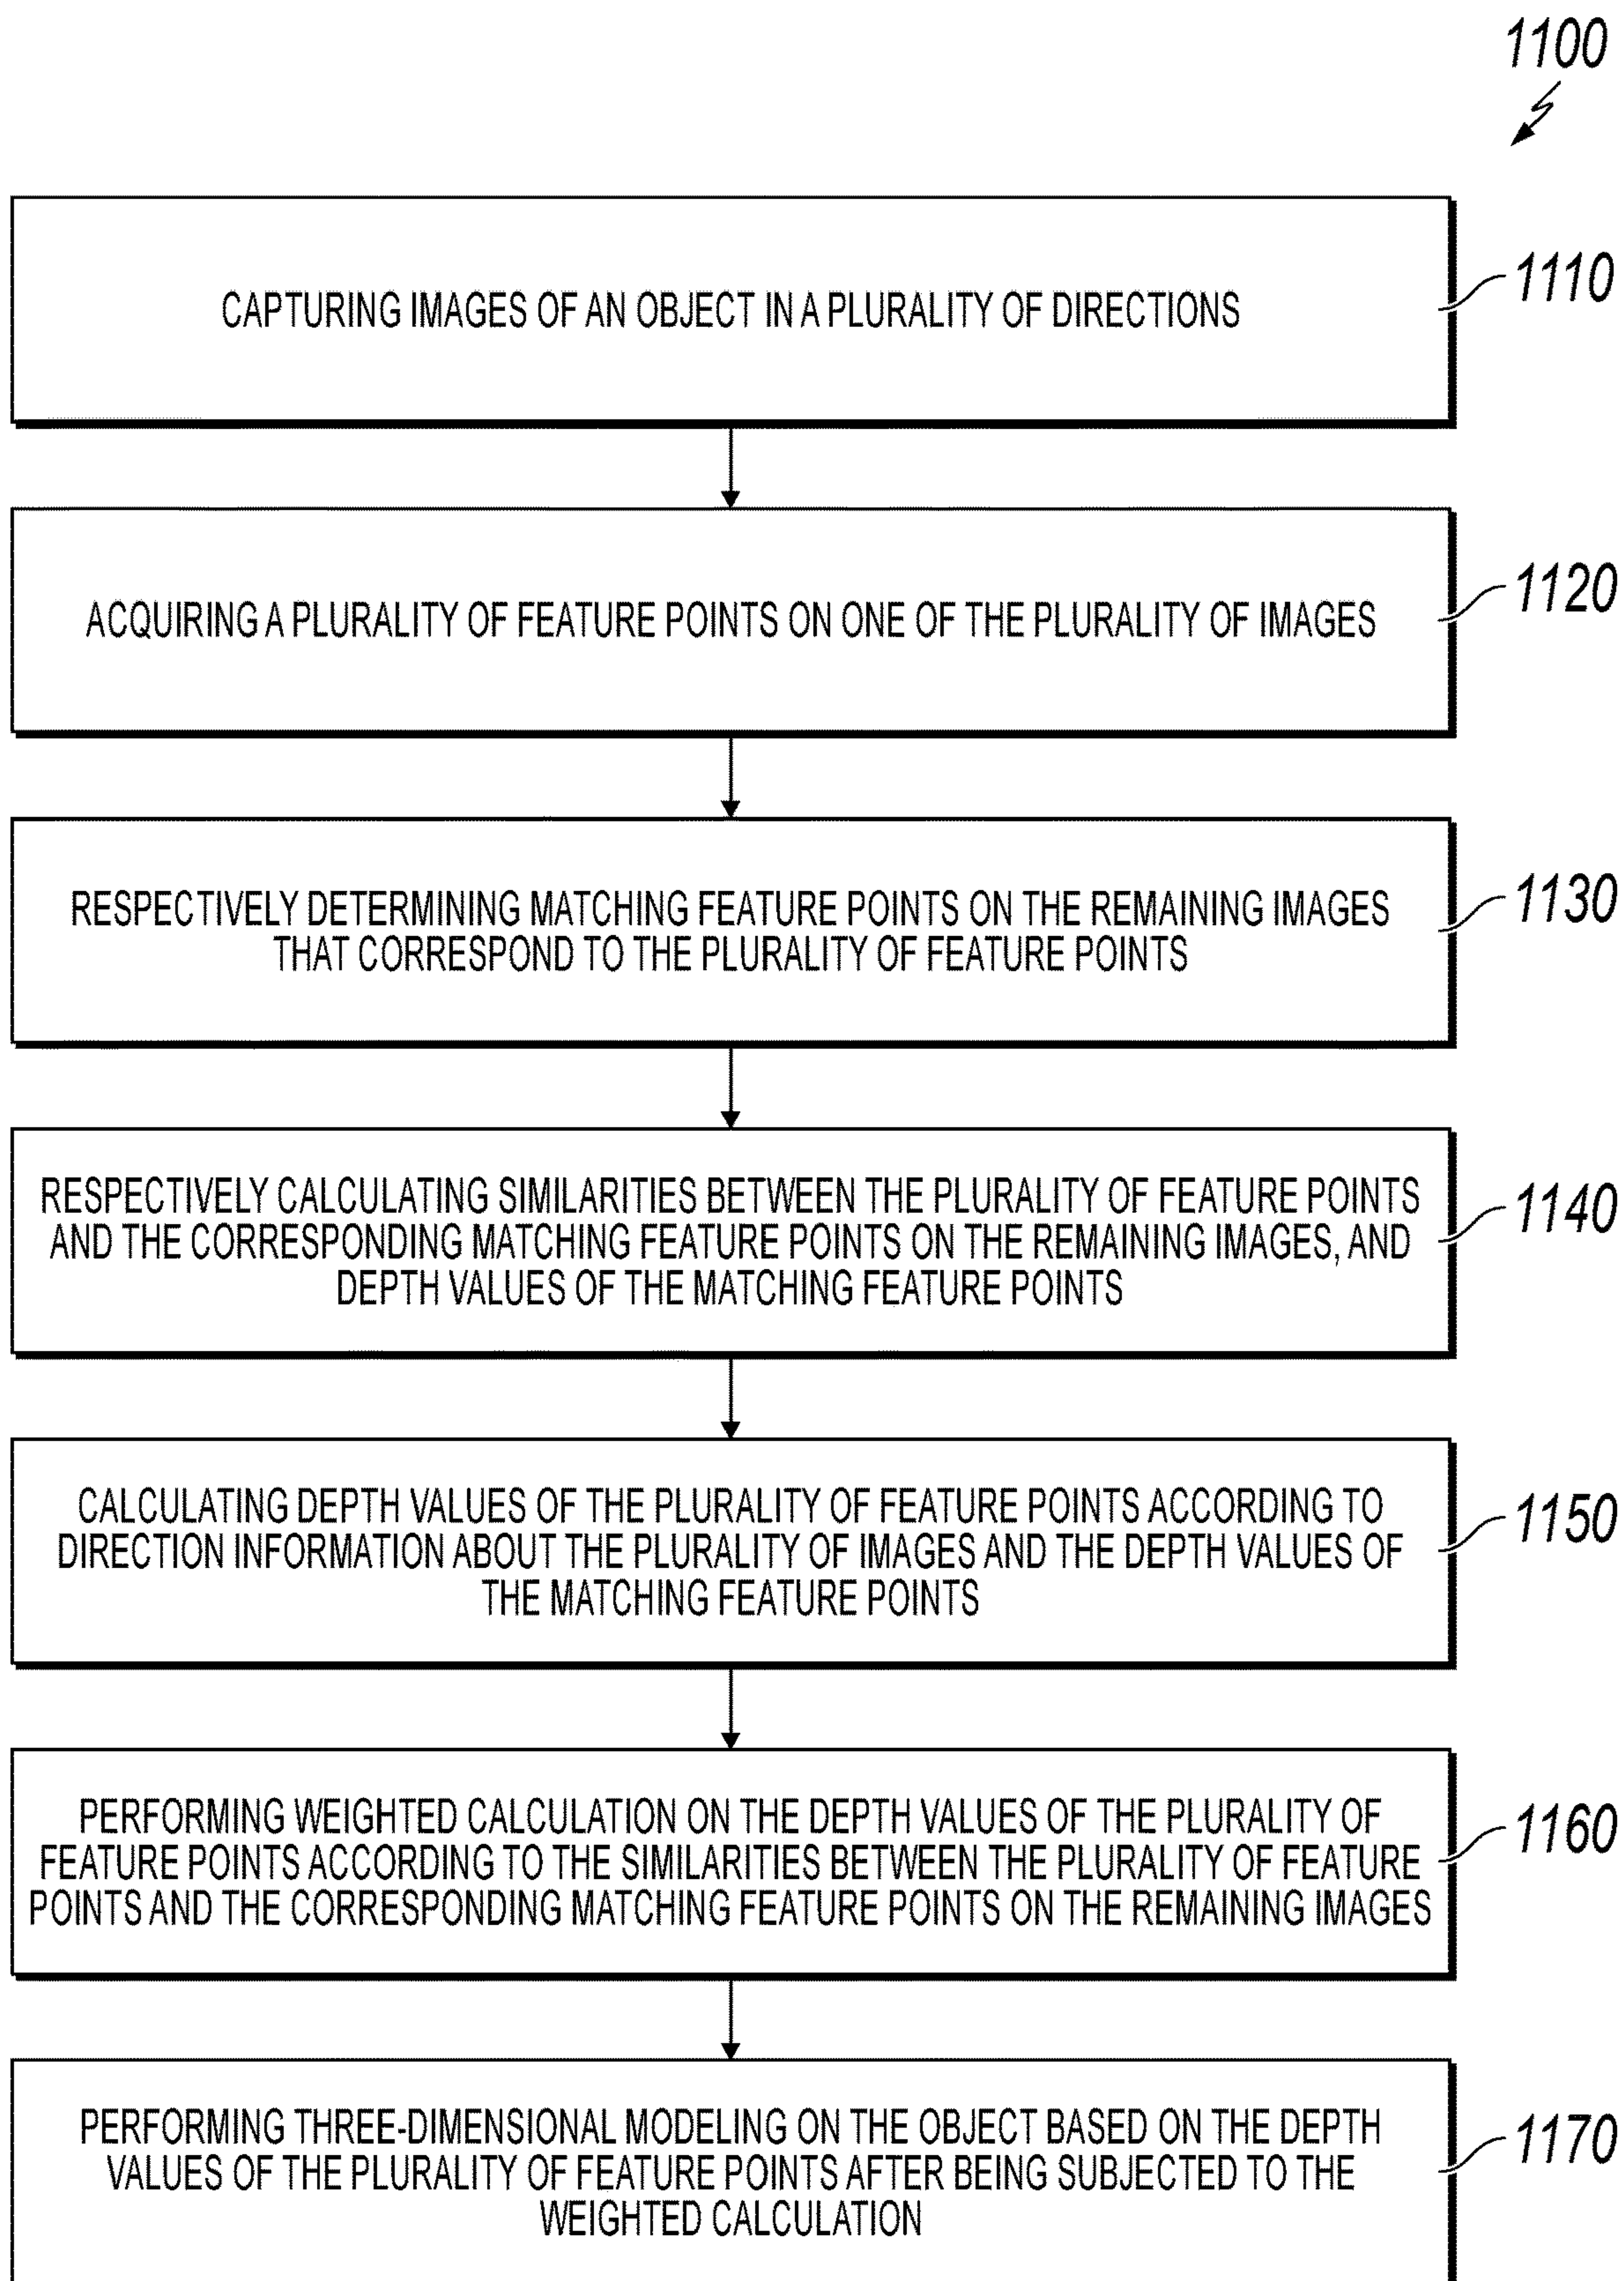 1100
CAPTURING IMAGES OF AN OBJECT IN A PLURALITY OF DIRECTIONS
1110
ACQUIRING A PLURALITY OF FEATURE POINTS ON ONE OF THE PLURALITY OF IMAGES
1120
RESPECTIVELY DETERMINING MATCHING FEATURE POINTS ON THE REMAINING IMAGES
THAT CORRESPOND TO THE PLURALITY OF FEATURE POINTS
1130
RESPECTIVELY CALCULATING SIMILARITIES BETWEEN THE PLURALITY OF FEATURE POINTS
AND THE CORRESPONDING MATCHING FEATURE POINTS ON THE REMAINING IMAGES, AND
DEPTH VALUES OF THE MATCHING FEATURE POINTS
1140
CALCULATING DEPTH VALUES OF THE PLURALITY OF FEATURE POINTS ACCORDING TO
DIRECTION INFORMATION ABOUT THE PLURALITY OF IMAGES AND THE DEPTH VALUES OF
THE MATCHING FEATURE POINTS
1150
PERFORMING WEIGHTED CALCULATION ON THE DEPTH VALUES OF THE PLURALITY OF
FEATURE POINTS ACCORDING TO THE SIMILARITIES BETWEEN THE PLURALITY OF FEATURE
POINTS AND THE CORRESPONDING MATCHING FEATURE POINTS ON THE REMAINING IMAGES
1160
PERFORMING THREE-DIMENSIONAL MODELING ON THE OBJECT BASED ON THE DEPTH
VALUES OF THE PLURALITY OF FEATURE POINTS AFTER BEING SUBJECTED TO THE
WEIGHTED CALCULATION
1170